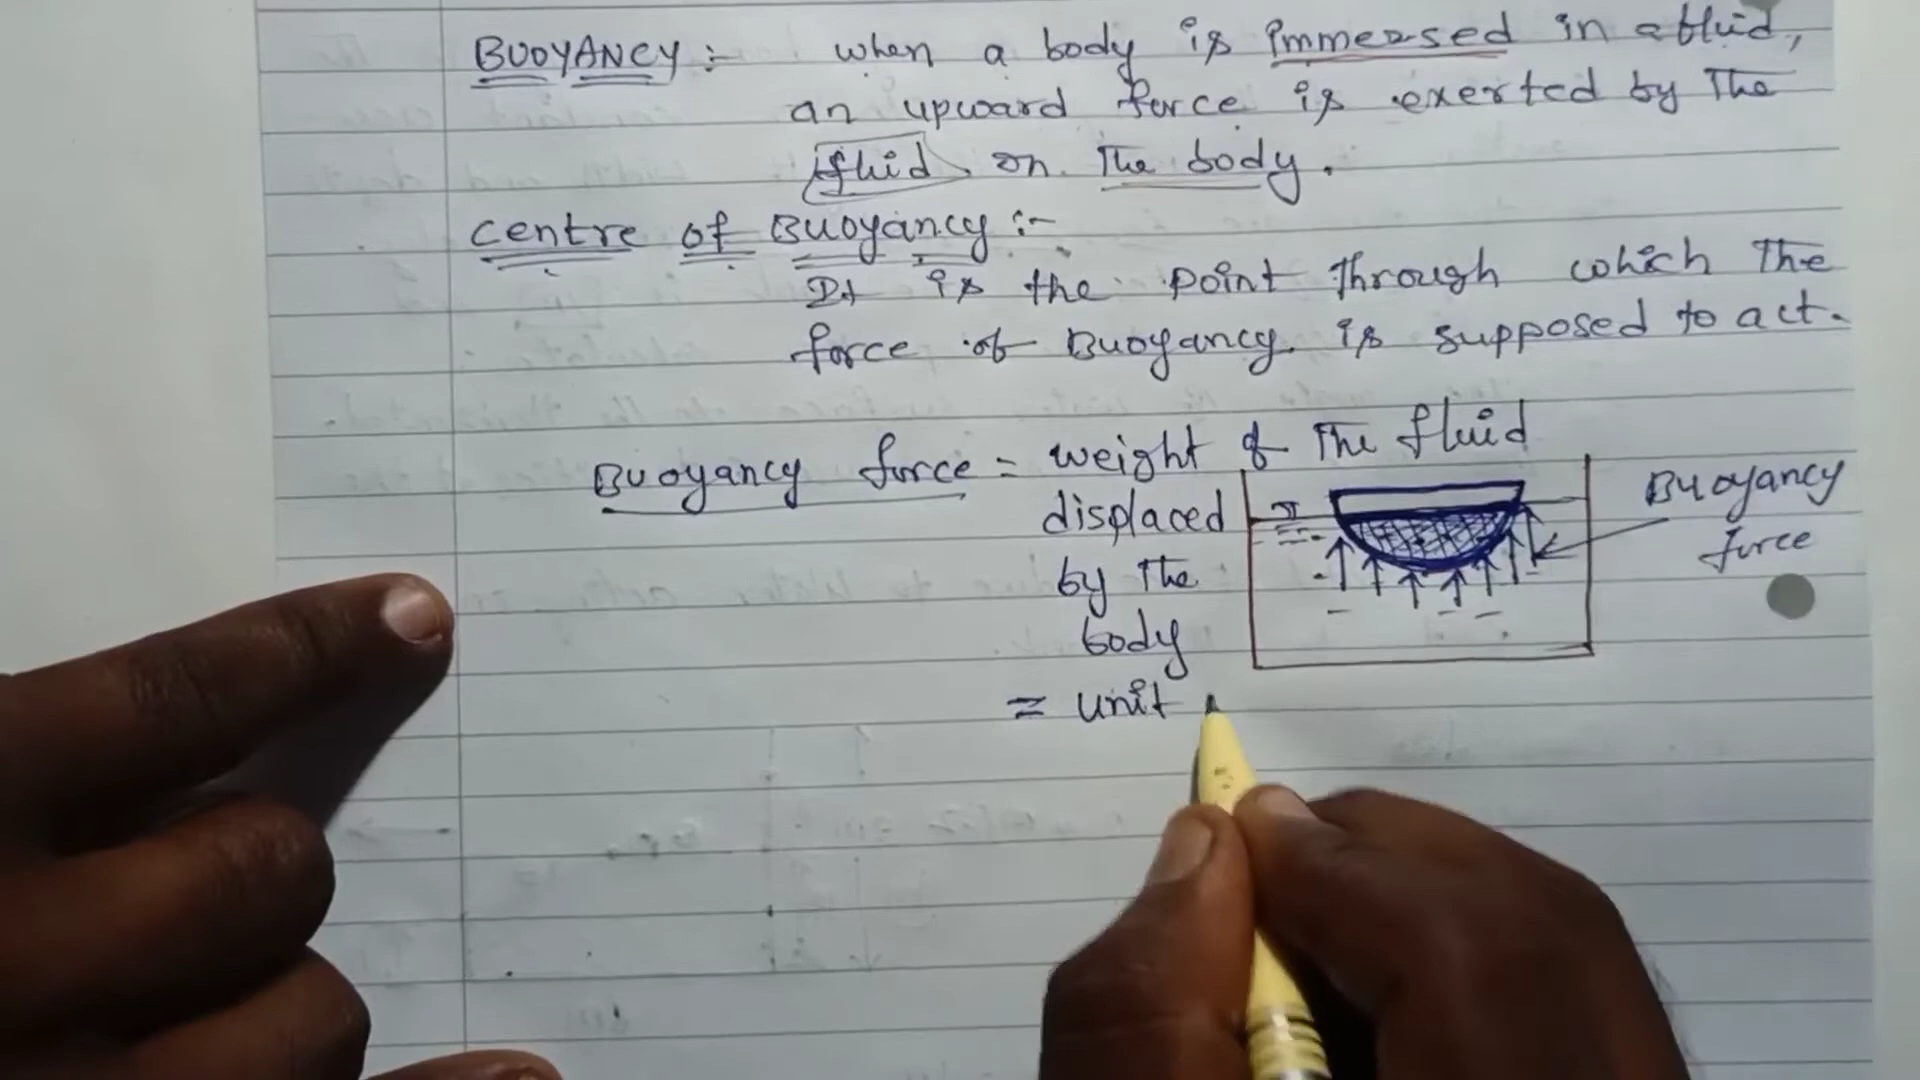 BUOYANCY :- when a body is immersed in a fluid,
an upward force is exerted by The
fluid on The body.
centre of Buoyancy :-
It is the point through which The
force of Buoyancy is supposed to act.
Buoyancy force = weight of The fluid
displaced
by The
body
= unit
Buoyancy
force